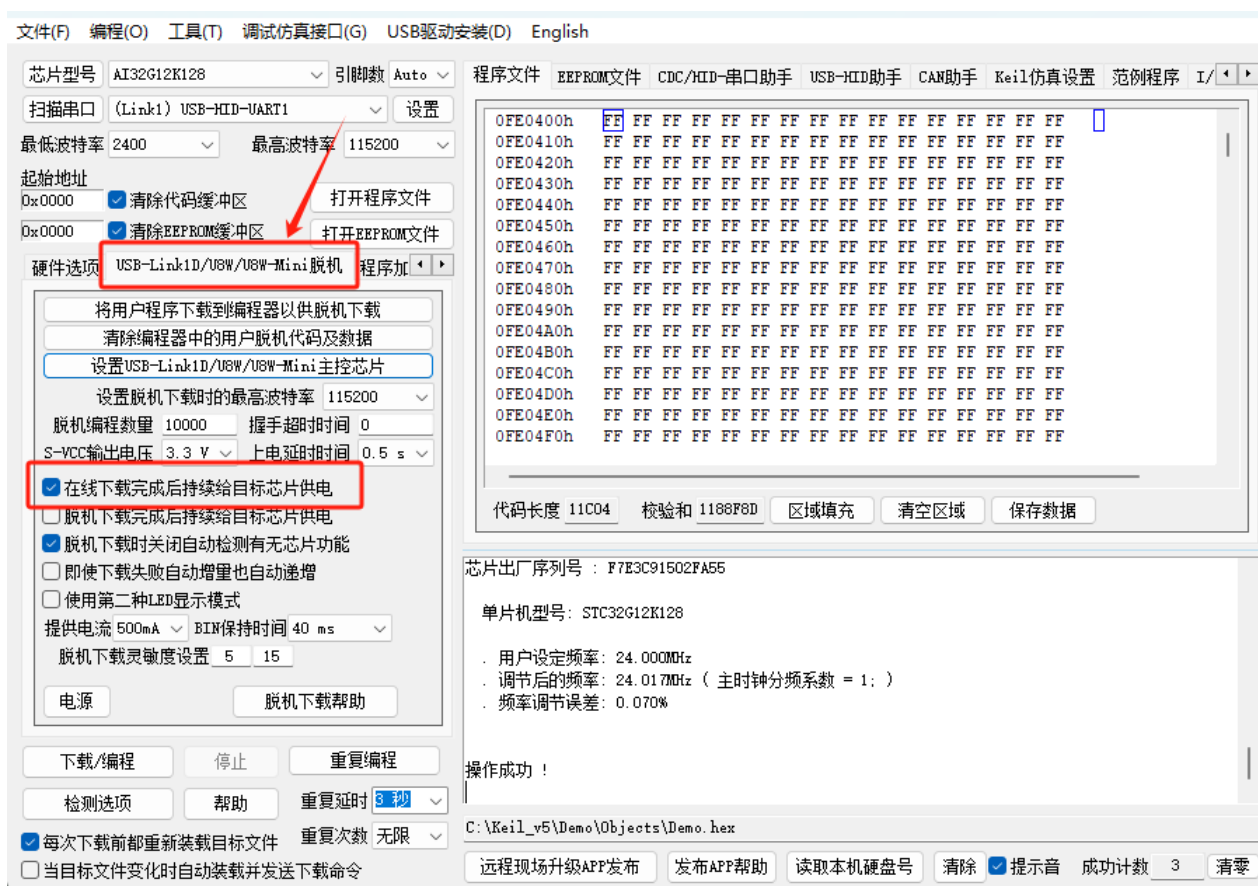 文件(F) 编程(O) 工具(T) 调试仿真接口(G) USB驱动安装(D) English
芯片型号 AI32G12K128 引脚数 Auto
扫描串口 (Link1) USB-HID-UART1 设置
最低波特率 2400 最高波特率 115200
起始地址
0x0000 清除代码缓冲区 打开程序文件
0x0000 清除EEPROM缓冲区 打开EEPROM文件
硬件选项 USB-Link1D/U8W/U8W-Mini脱机 程序加
将用户程序下载到编程器以供脱机下载
清除编程器中的用户脱机代码及数据
设置USB-Link1D/U8W/U8W-Mini主控芯片
设置脱机下载时的最高波特率 115200
脱机编程数量 10000 握手超时时间 0
S-VCC输出电压 3.3 V 上电延时时间 0.5 s
在线下载完成后持续给目标芯片供电
脱机下载完成后持续给目标芯片供电
脱机下载时关闭自动检测有无芯片功能
即使下载失败自动增量也自动递增
使用第二种LED显示模式
提供电流 500mA BIN保持时间 40 ms
脱机下载灵敏度设置 5 15
电源 脱机下载帮助
下载/编程 停止 重复编程
检测选项 帮助 重复延时 3 秒
每次下载前都重新装载目标文件 重复次数 无限
当目标文件变化时自动装载并发送下载命令
程序文件 EEPROM文件 CDC/HID-串口助手 USB-HID助手 CAN助手 Keil仿真设置 范例程序 I/
0FE0400h FF FF FF FF FF FF FF FF FF FF FF FF FF FF FF FF
0FE0410h FF FF FF FF FF FF FF FF FF FF FF FF FF FF FF FF
0FE0420h FF FF FF FF FF FF FF FF FF FF FF FF FF FF FF FF
0FE0430h FF FF FF FF FF FF FF FF FF FF FF FF FF FF FF FF
0FE0440h FF FF FF FF FF FF FF FF FF FF FF FF FF FF FF FF
0FE0450h FF FF FF FF FF FF FF FF FF FF FF FF FF FF FF FF
0FE0460h FF FF FF FF FF FF FF FF FF FF FF FF FF FF FF FF
0FE0470h FF FF FF FF FF FF FF FF FF FF FF FF FF FF FF FF
0FE0480h FF FF FF FF FF FF FF FF FF FF FF FF FF FF FF FF
0FE0490h FF FF FF FF FF FF FF FF FF FF FF FF FF FF FF FF
0FE04A0h FF FF FF FF FF FF FF FF FF FF FF FF FF FF FF FF
0FE04B0h FF FF FF FF FF FF FF FF FF FF FF FF FF FF FF FF
0FE04C0h FF FF FF FF FF FF FF FF FF FF FF FF FF FF FF FF
0FE04D0h FF FF FF FF FF FF FF FF FF FF FF FF FF FF FF FF
0FE04E0h FF FF FF FF FF FF FF FF FF FF FF FF FF FF FF FF
0FE04F0h FF FF FF FF FF FF FF FF FF FF FF FF FF FF FF FF
代码长度 11C04 校验和 1188F8D 区域填充 清空区域 保存数据
芯片出厂序列号 : F7E3C91502FA55
单片机型号: STC32G12K128
. 用户设定频率: 24.000MHz
. 调节后的频率: 24.017MHz ( 主时钟分频系数 = 1; )
. 频率调节误差: 0.070%
操作成功 !
C:\Keil_v5\Demo\Objects\Demo.hex
远程现场升级APP发布 发布APP帮助 读取本机硬盘号 清除 提示音 成功计数 3 清零